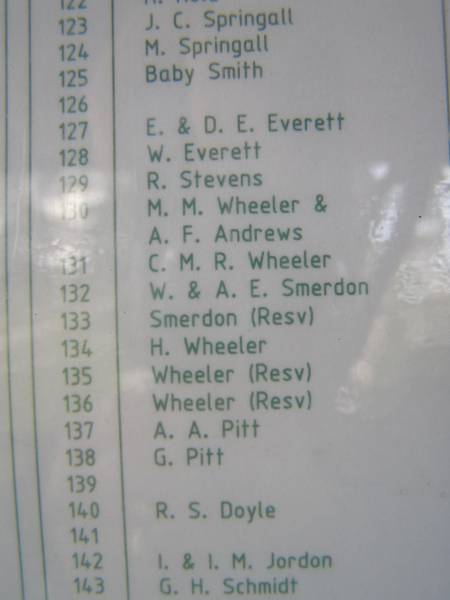 122
123 J. C. Springall
124 M. Springall
125 Baby Smith
126
127 E. & D. E. Everett
128 W. Everett
129 R. Stevens
130 M. M. Wheeler &
A. F. Andrews
131 C. M. R. Wheeler
132 W. & A. E. Smerdon
133 Smerdon (Resv)
134 H. Wheeler
135 Wheeler (Resv)
136 Wheeler (Resv)
137 A. A. Pitt
138 G. Pitt
139
140 R. S. Doyle
141
142 I. & I. M. Jordon
143 G. H. Schmidt